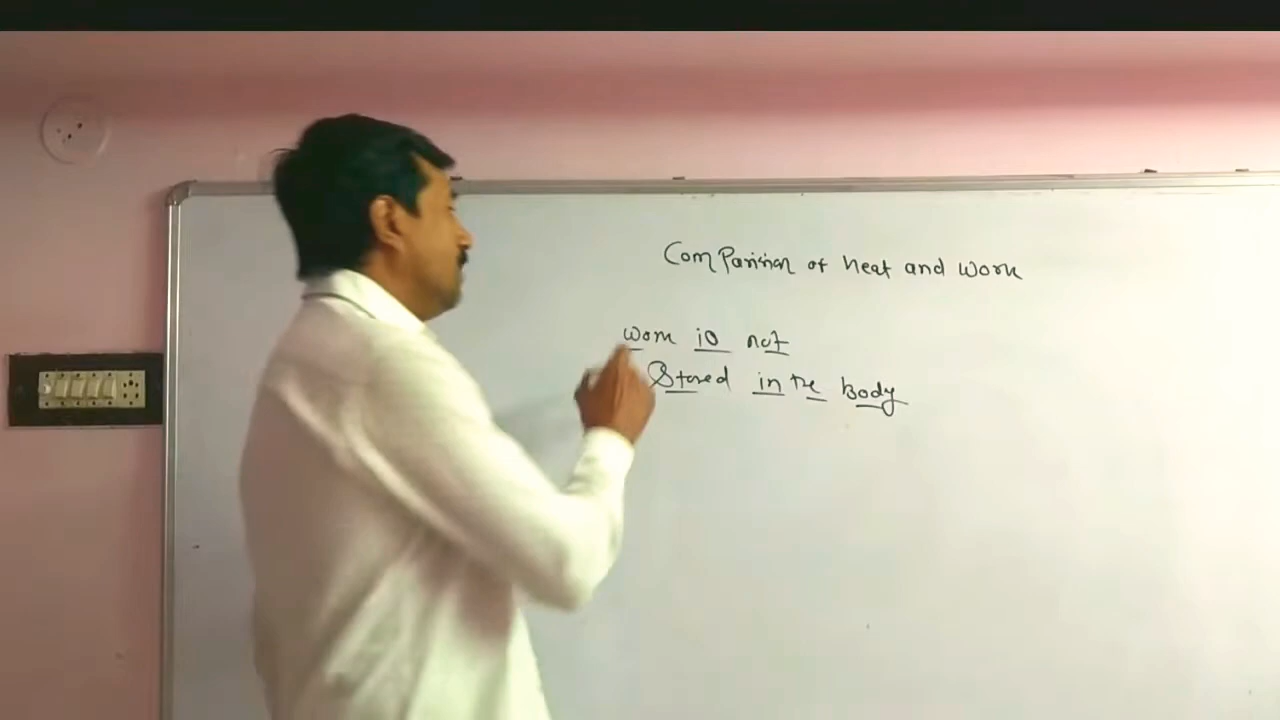 Comparision of heat and work
work is not
Stored in the Body